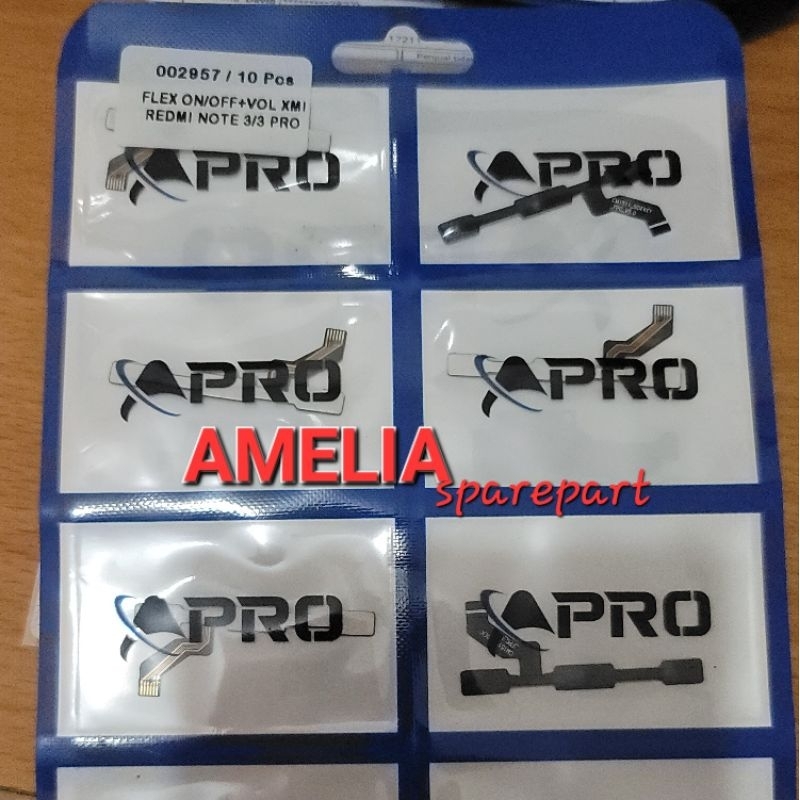 002957 / 10 Pcs
FLEX ON/OFF+VOL XMI
REDMI NOTE 3/3 PRO
APRO
APRO
APRO
APRO
AMELIA
sparepart
APRO
APRO